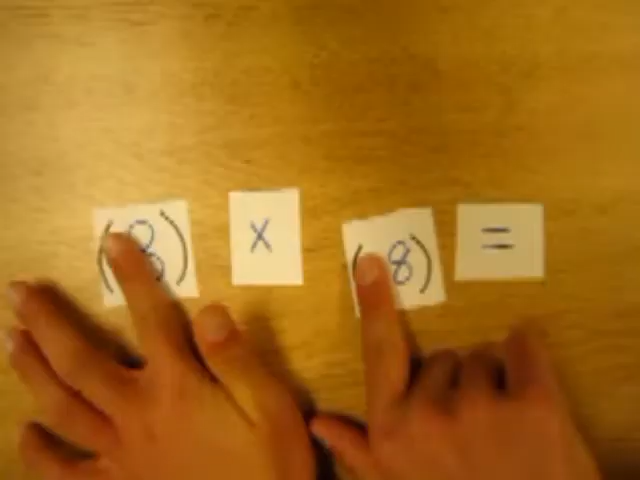 (8) x (8) =